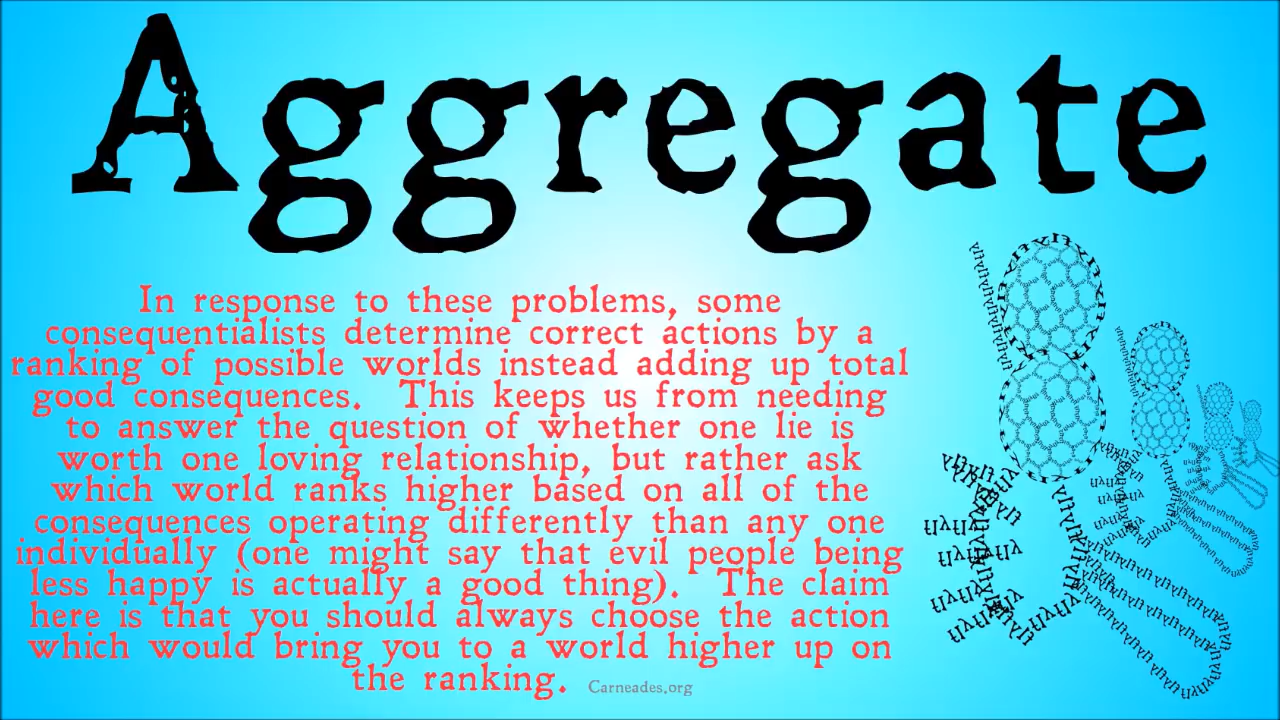 Aggregate
In response to these problems, some
consequentialists determine correct actions by a
ranking of possible worlds instead adding up total
good consequences.  This keeps us from needing
to answer the question of whether one lie is
worth one loving relationship, but rather ask
which world ranks higher based on all of the
consequences operating differently than any one
individually (one might say that evil people being
less happy is actually a good thing).  The claim
here is that you should always choose the action
which would bring you to a world higher up on
the ranking.
Carneades.org